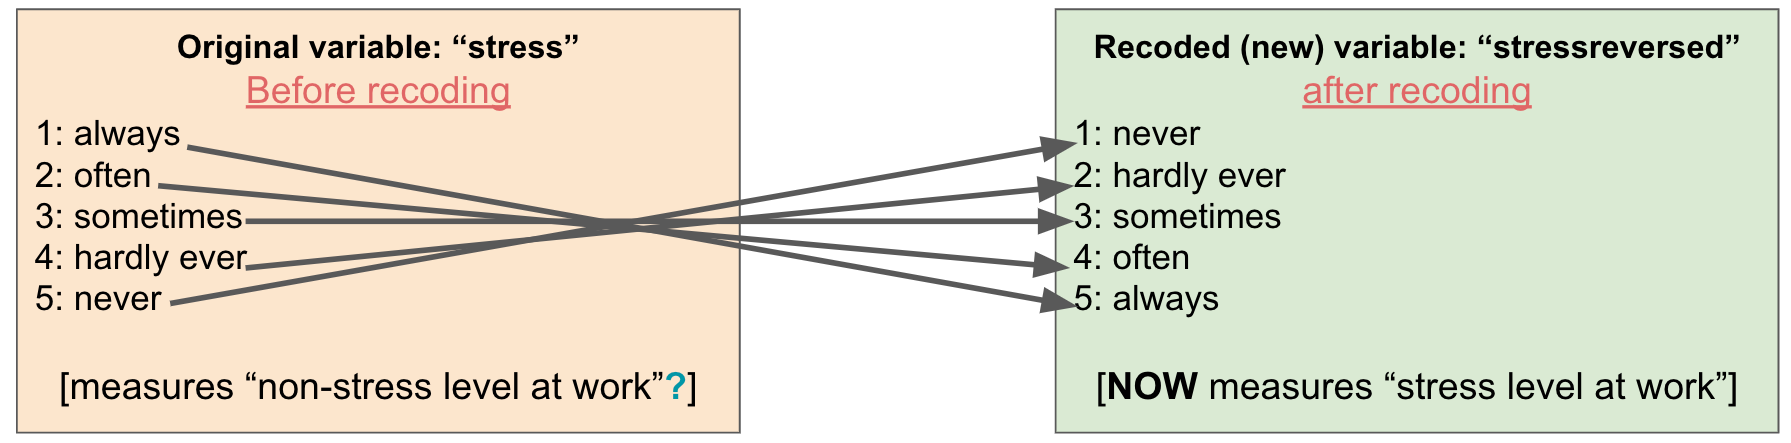 Original variable: “stress”
Before recoding
1: always
2: often
3: sometimes
4: hardly ever
5: never
[measures “non-stress level at work”?]
Recoded (new) variable: “stressreversed”
after recoding
1: never
2: hardly ever
3: sometimes
4: often
5: always
[NOW measures “stress level at work”]